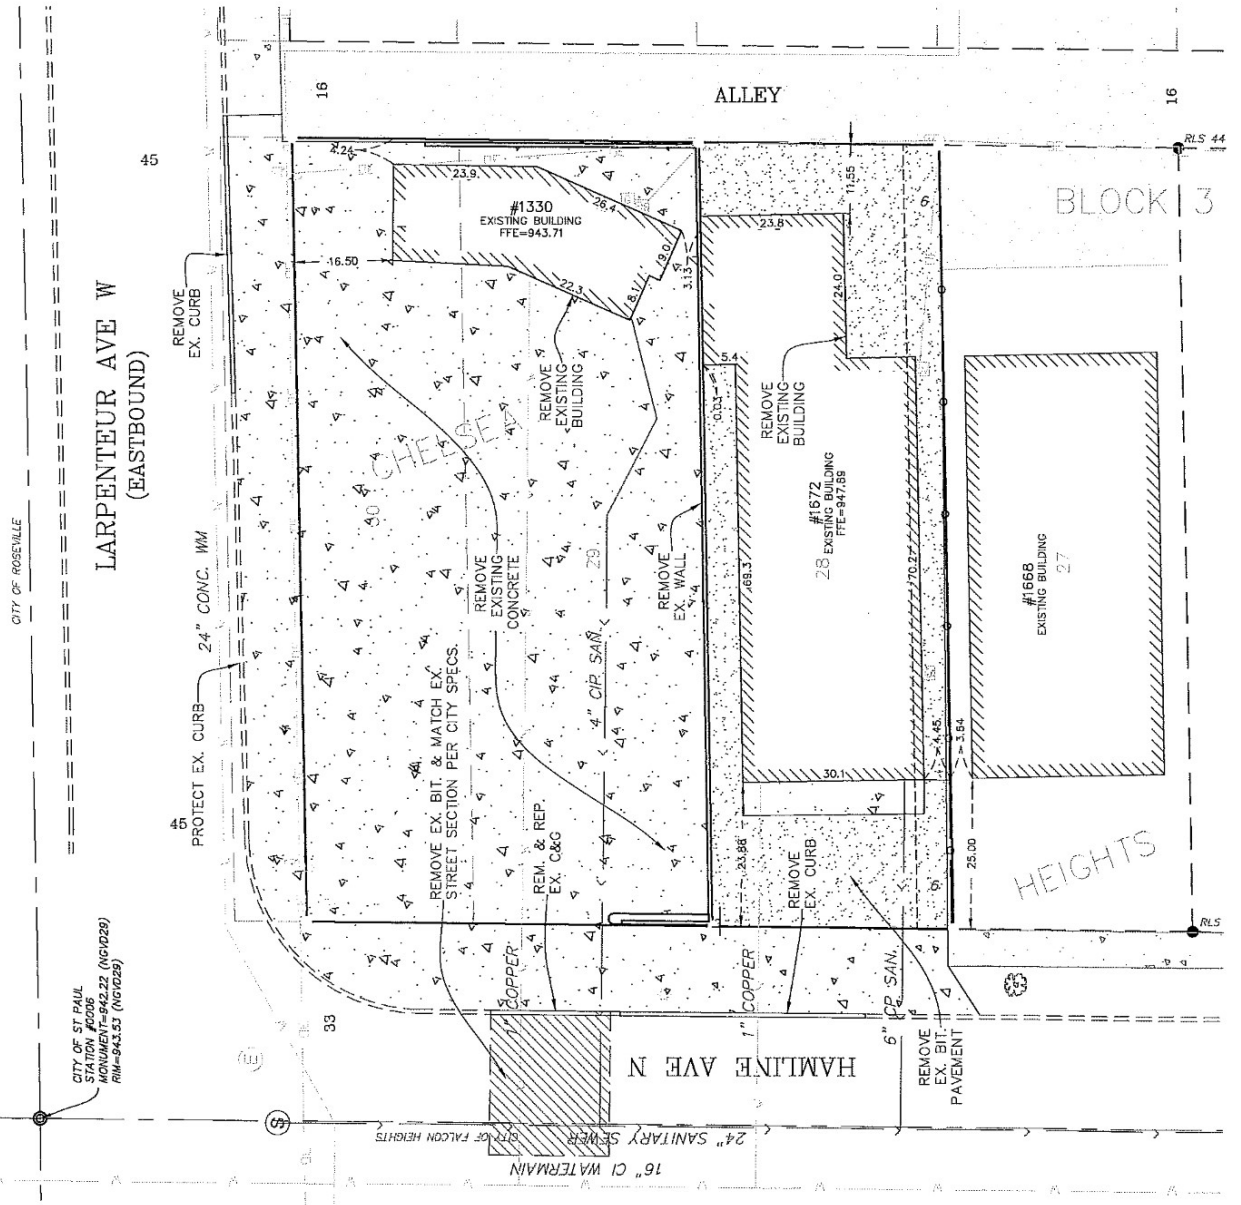 ALLEY
16
16
RLS 44
BLOCK 3
45
4.24
23.9
26.4
#1330
EXISTING BUILDING
FFE=943.71
16.50
22.3
8.1
9.0
3.13
11.55
6
23.8
24.0
5.4
0.03
REMOVE
EX. CURB
LARPENTEUR AVE W
(EASTBOUND)
REMOVE
EXISTING
BUILDING
REMOVE
EXISTING
BUILDING
CHELSEA
30
29
CITY OF ROSEVILLE
24" CONC. WM
PROTECT EX. CURB
45
REMOVE
EXISTING
CONCRETE
REMOVE
EX. WALL
4" CIP. SAN.
69.3
#1672
28 EXISTING BUILDING
FFE=947.89
70.2
#1668
EXISTING BUILDING
27
REMOVE EX. BIT. & MATCH EX.
STREET SECTION PER CITY SPECS.
REM. & REP.
EX. C&G
30.1
4.45
3.64
23.86
25.00
REMOVE
EX. CURB
6
HEIGHTS
RLS
CITY OF ST PAUL
STATION #0006
MONUMENT=942.22 (NGVD29)
RIM=943.53 (NGVD29)
33
1" COPPER
1" COPPER
6" CIP SAN.
REMOVE
EX. BIT.
PAVEMENT
HAMLINE AVE N
S
CITY OF FALCON HEIGHTS
24" SANITARY SEWER
16" CI WATERMAIN